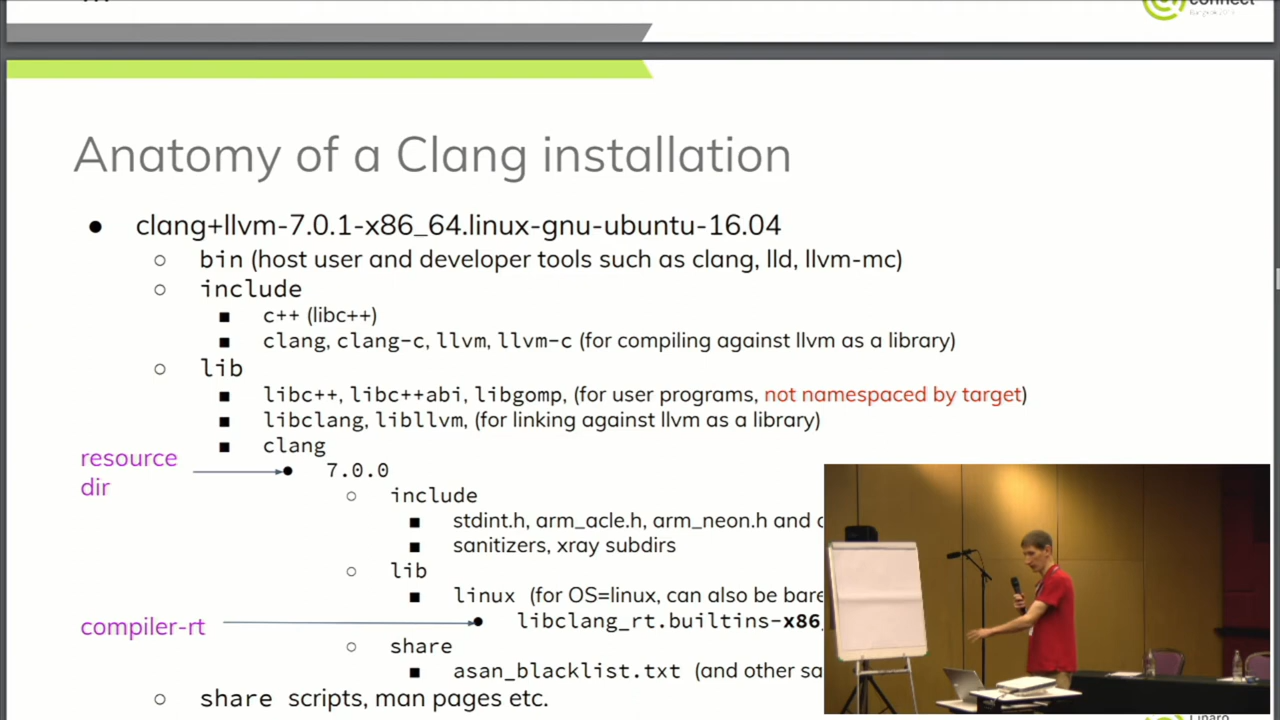 connect
Anatomy of a Clang installation
clang+llvm-7.0.1-x86_64.linux-gnu-ubuntu-16.04
bin (host user and developer tools such as clang, lld, llvm-mc)
include
c++ (libc++)
clang, clang-c, llvm, llvm-c (for compiling against llvm as a library)
lib
libc++, libc++abi, libgomp, (for user programs, not namespaced by target)
libclang, libllvm, (for linking against llvm as a library)
clang
resource
dir
7.0.0
include
stdint.h, arm_acle.h, arm_neon.h and
sanitizers, xray subdirs
lib
linux (for OS=linux, can also be bare
compiler-rt
libclang_rt.builtins-x86_
share
asan_blacklist.txt (and other sa
share scripts, man pages etc.
Linaro